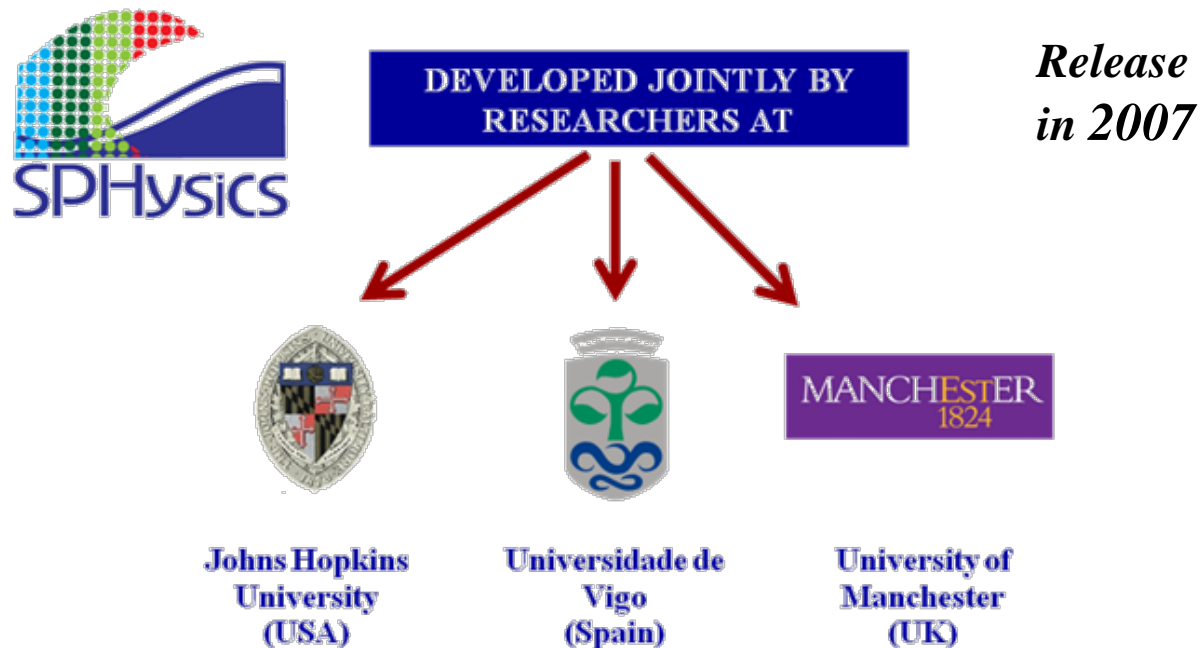 SPHysics
DEVELOPED JOINTLY BY
RESEARCHERS AT
Release
in 2007
MANCHEstER
1824
Johns Hopkins
University
(USA)
Universidade de
Vigo
(Spain)
University of
Manchester
(UK)